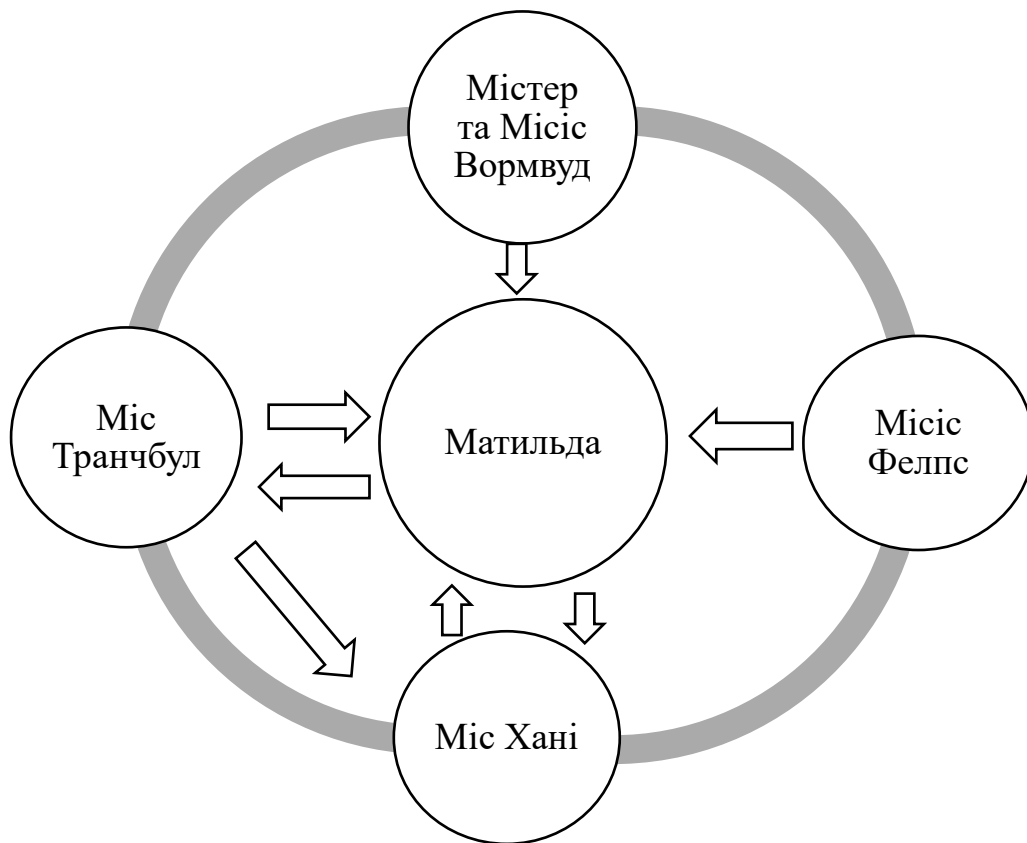 Містер
та Місіс
Вормвуд
Міс
Транчбул
Матильда
Місіс
Фелпс
Міс Хані